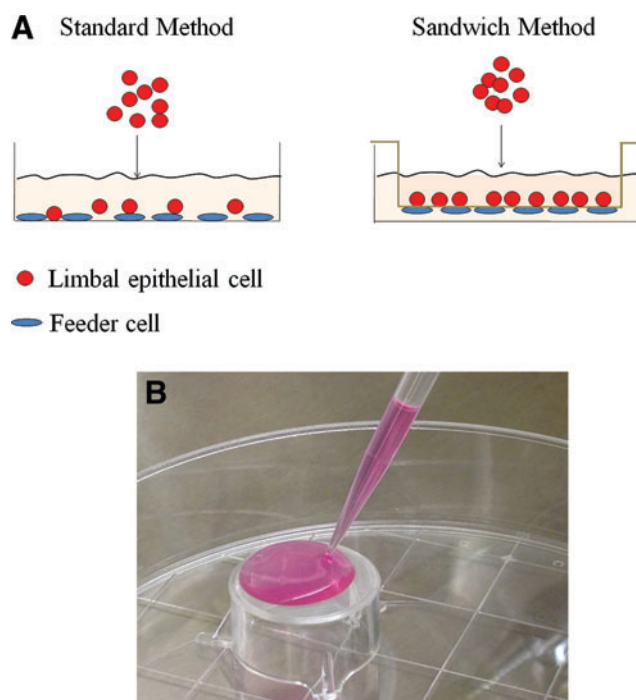 A
Standard Method
Sandwich Method
Limbal epithelial cell
Feeder cell
B